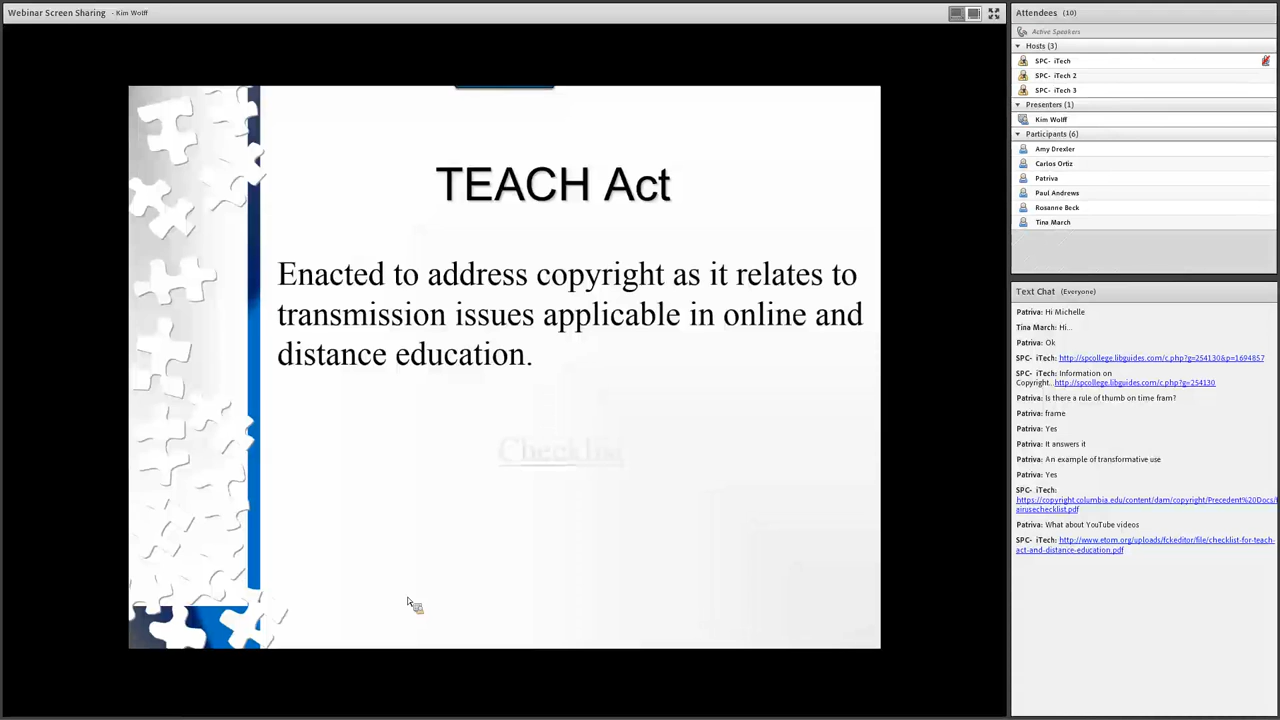 Webinar Screen Sharing - Kim Wolff
TEACH Act
Enacted to address copyright as it relates to
transmission issues applicable in online and
distance education.
Checklist
Attendees (10)
Active Speakers
Hosts (3)
SPC- iTech
SPC- iTech 2
SPC- iTech 3
Presenters (1)
Kim Wolff
Participants (6)
Amy Drexler
Carlos Ortiz
Patriva
Paul Andrews
Rosanne Beck
Tina March
Text Chat (Everyone)
Patriva: Hi Michelle
Tina March: Hi...
Patriva: Ok
SPC- iTech: http://spcollege.libguides.com/c.php?g=254130&p=1694857
SPC- iTech: Information on
Copyright...http://spcollege.libguides.com/c.php?g=254130
Patriva: Is there a rule of thumb on time fram?
Patriva: frame
Patriva: Yes
Patriva: It answers it
Patriva: An example of transformative use
Patriva: Yes
SPC- iTech:
https://copyright.columbia.edu/content/dam/copyright/Precedent%20Docs/
airusechecklist.pdf
Patriva: What about YouTube videos
SPC- iTech: http://www.etom.org/uploads/fckeditor/file/checklist-for-teach-
act-and-distance-education.pdf